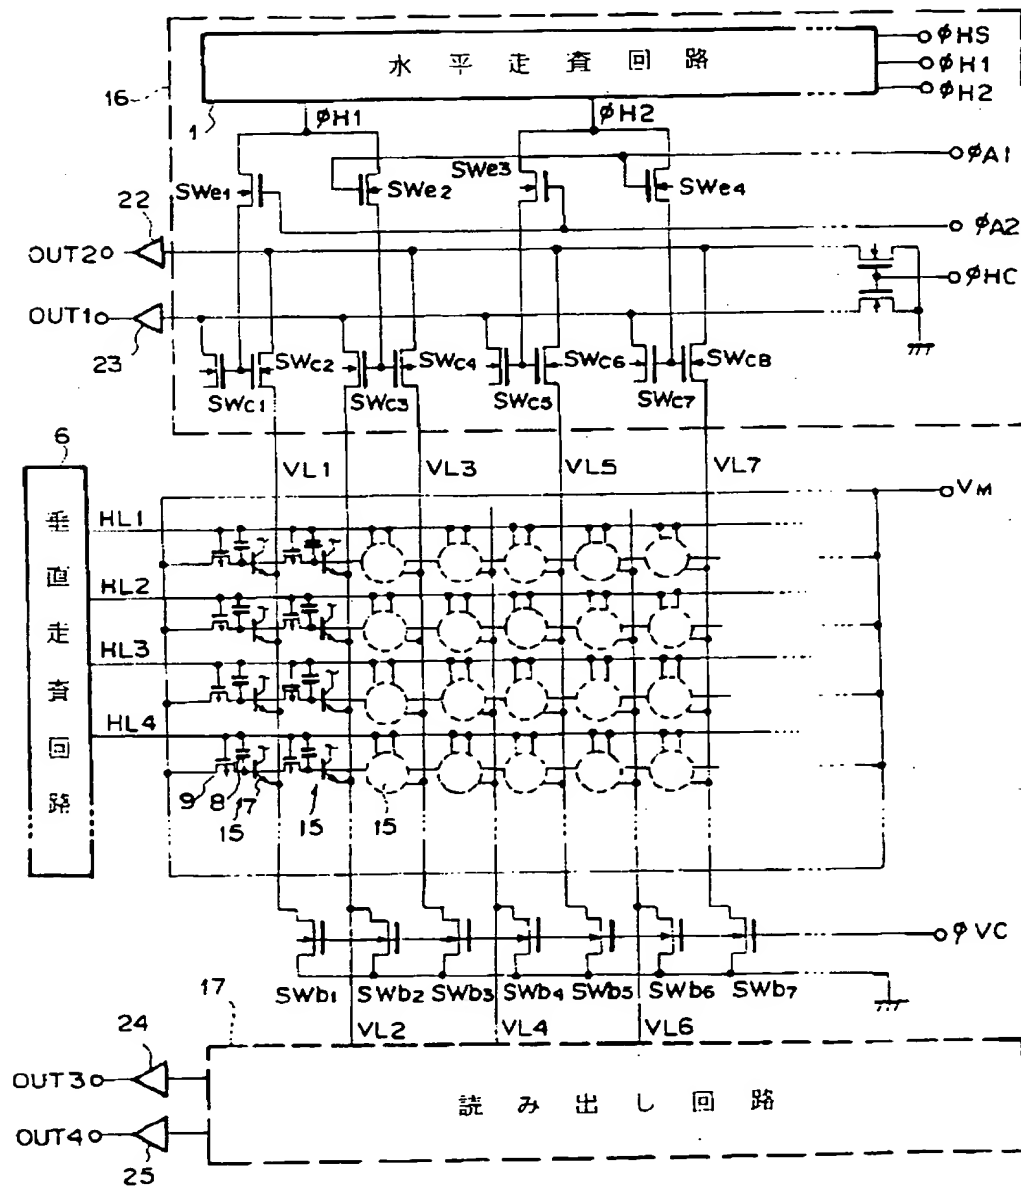 水平走査回路
φHS
φH1
φH2
16
1
φH1
φH2
φA1
SWe1
SWe2
SWe3
SWe4
22
φA2
OUT2
φHC
OUT1
23
SWC1
SWC2
SWC3
SWC4
SWC5
SWC6
SWC7
SWC8
6
VL1
VL3
VL5
VL7
VM
垂直走査回路
HL1
HL2
HL3
HL4
9
8
15
17
15
15
φVC
SWb1
SWb2
SWb3
SWb4
SWb5
SWb6
SWb7
17
VL2
VL4
VL6
24
OUT3
読み出し回路
OUT4
25